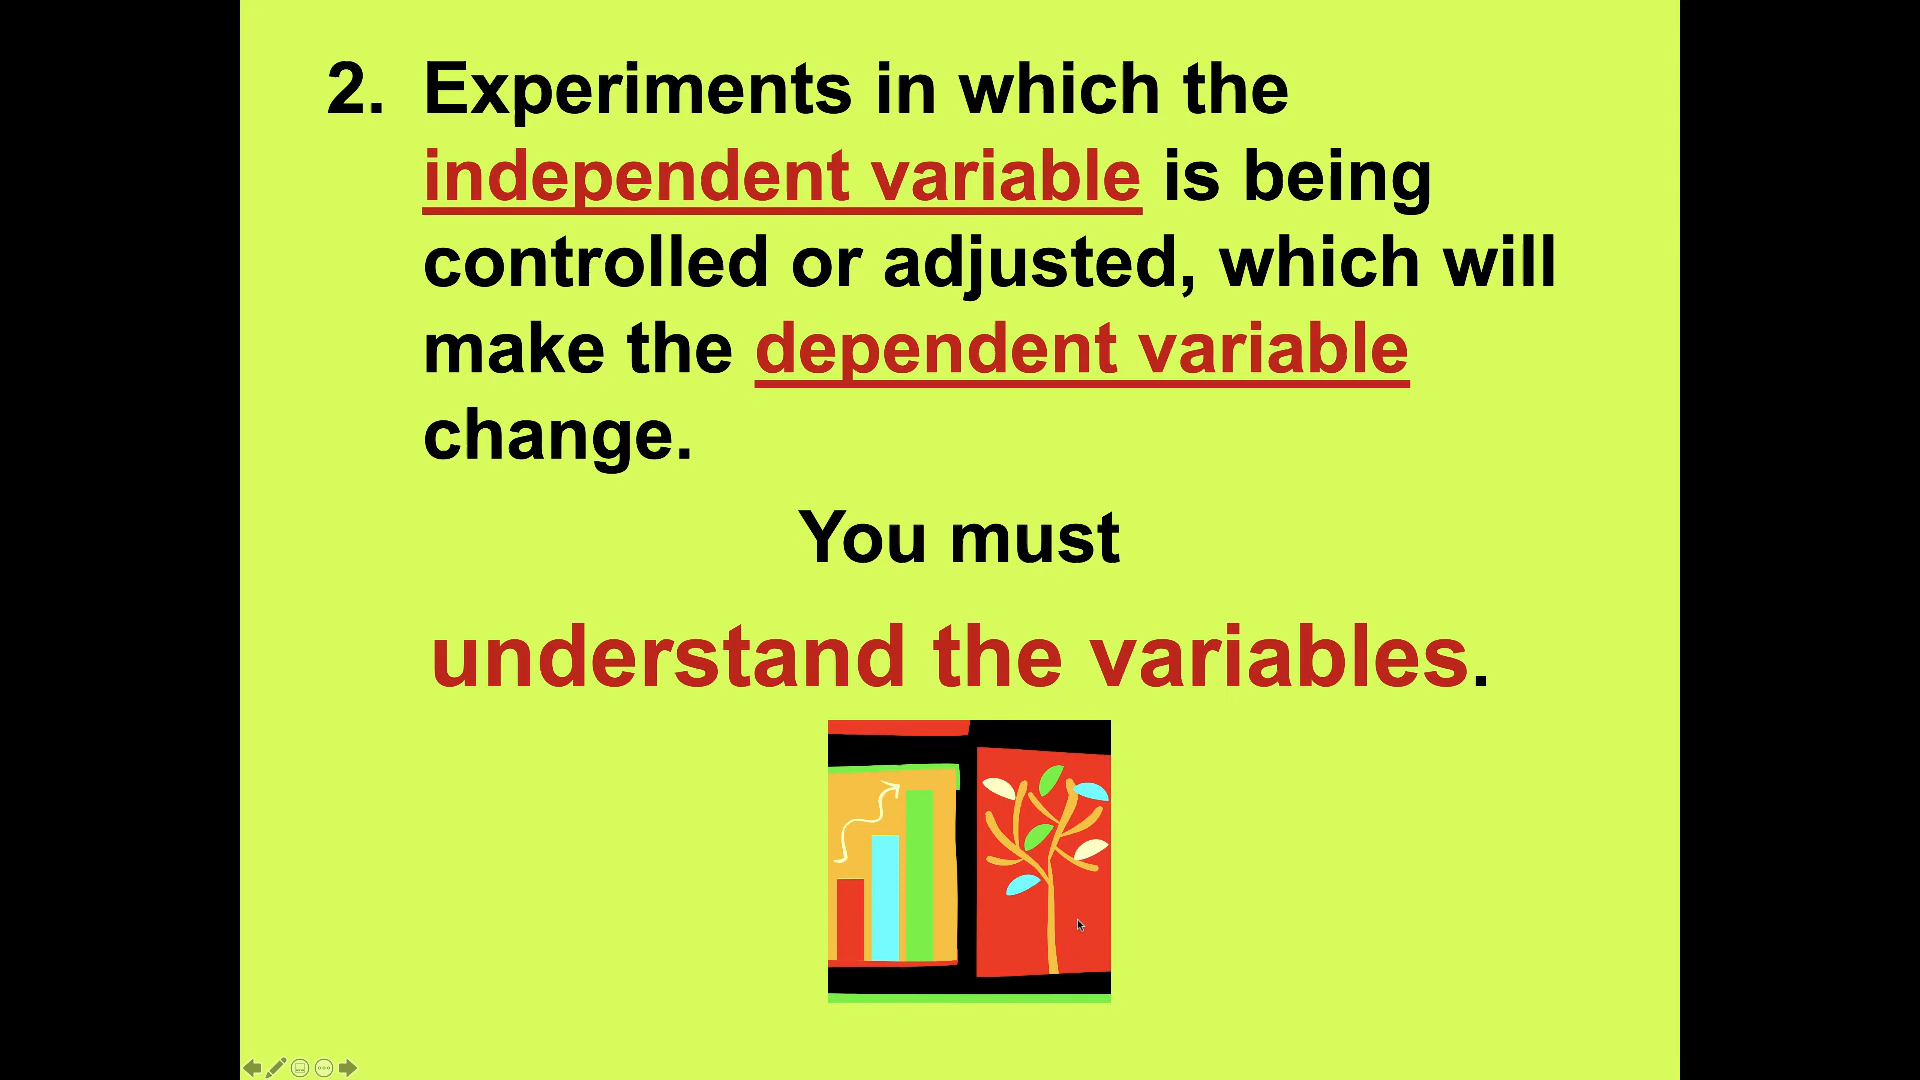 2. Experiments in which the
independent variable is being
controlled or adjusted, which will
make the dependent variable
change.
You must
understand the variables.